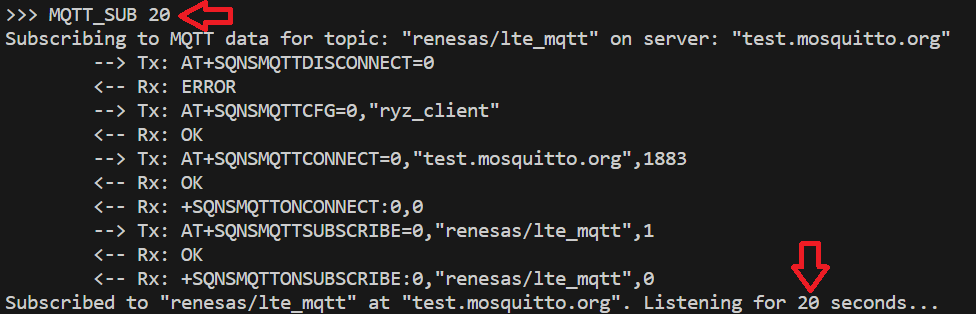 >>> MQTT_SUB 20
Subscribing to MQTT data for topic: "renesas/lte_mqtt" on server: "test.mosquitto.org"
--> Tx: AT+SQNSMQTTDISCONNECT=0
<-- Rx: ERROR
--> Tx: AT+SQNSMQTTCFG=0,"ryz_client"
<-- Rx: OK
--> Tx: AT+SQNSMQTTCONNECT=0,"test.mosquitto.org",1883
<-- Rx: OK
<-- Rx: +SQNSMQTTONCONNECT:0,0
--> Tx: AT+SQNSMQTTSUBSCRIBE=0,"renesas/lte_mqtt",1
<-- Rx: OK
<-- Rx: +SQNSMQTTONSUBSCRIBE:0,"renesas/lte_mqtt",0
Subscribed to "renesas/lte_mqtt" at "test.mosquitto.org". Listening for 20 seconds...